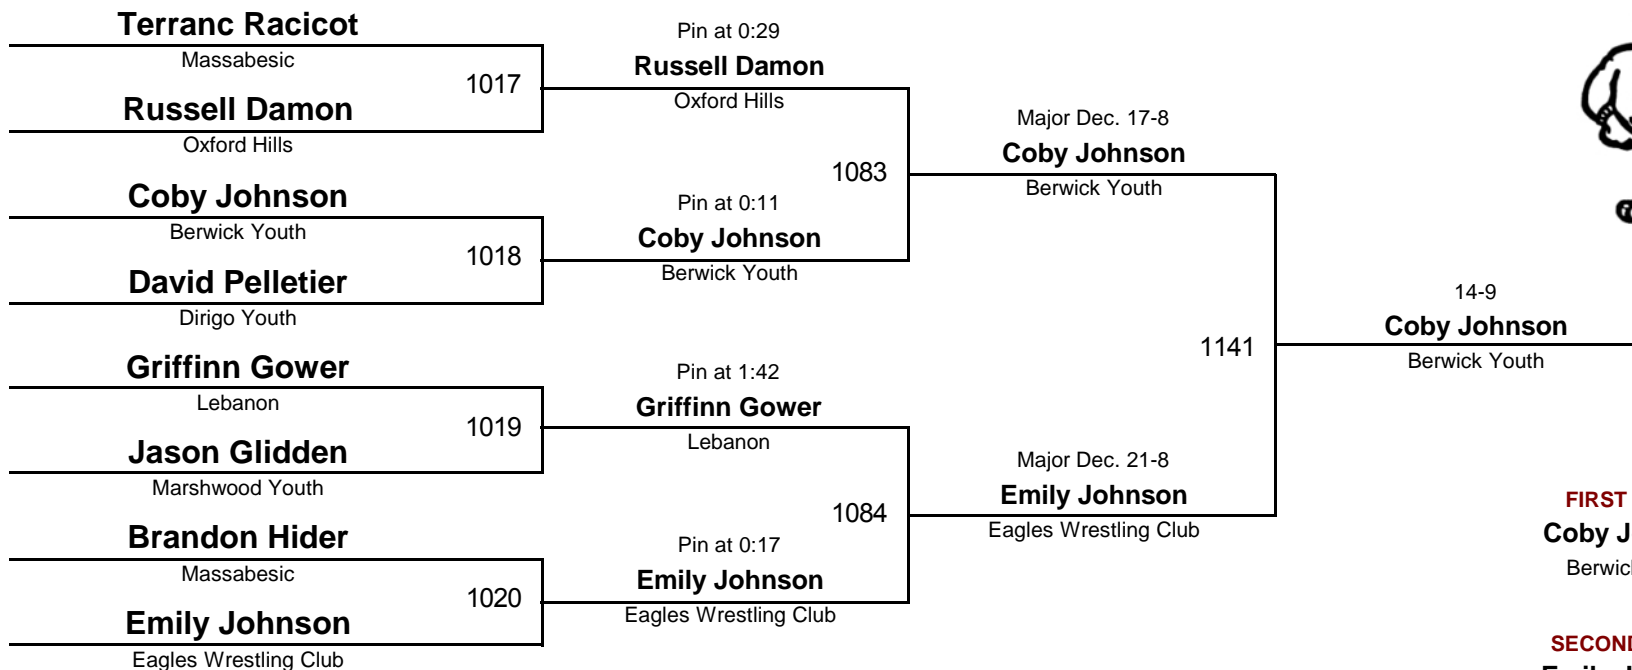 Terranc Racicot
Massabesic
1017
Russell Damon
Oxford Hills
Coby Johnson
Berwick Youth
1018
David Pelletier
Dirigo Youth
Griffinn Gower
Lebanon
1019
Jason Glidden
Marshwood Youth
Brandon Hider
Massabesic
1020
Emily Johnson
Eagles Wrestling Club
Pin at 0:29
Russell Damon
Oxford Hills
1083
Pin at 0:11
Coby Johnson
Berwick Youth
Pin at 1:42
Griffinn Gower
Lebanon
1084
Pin at 0:17
Emily Johnson
Eagles Wrestling Club
Major Dec. 17-8
Coby Johnson
Berwick Youth
1141
Major Dec. 21-8
Emily Johnson
Eagles Wrestling Club
14-9
Coby Johnson
Berwick Youth
FIRST
Coby J
Berwic
SECOND